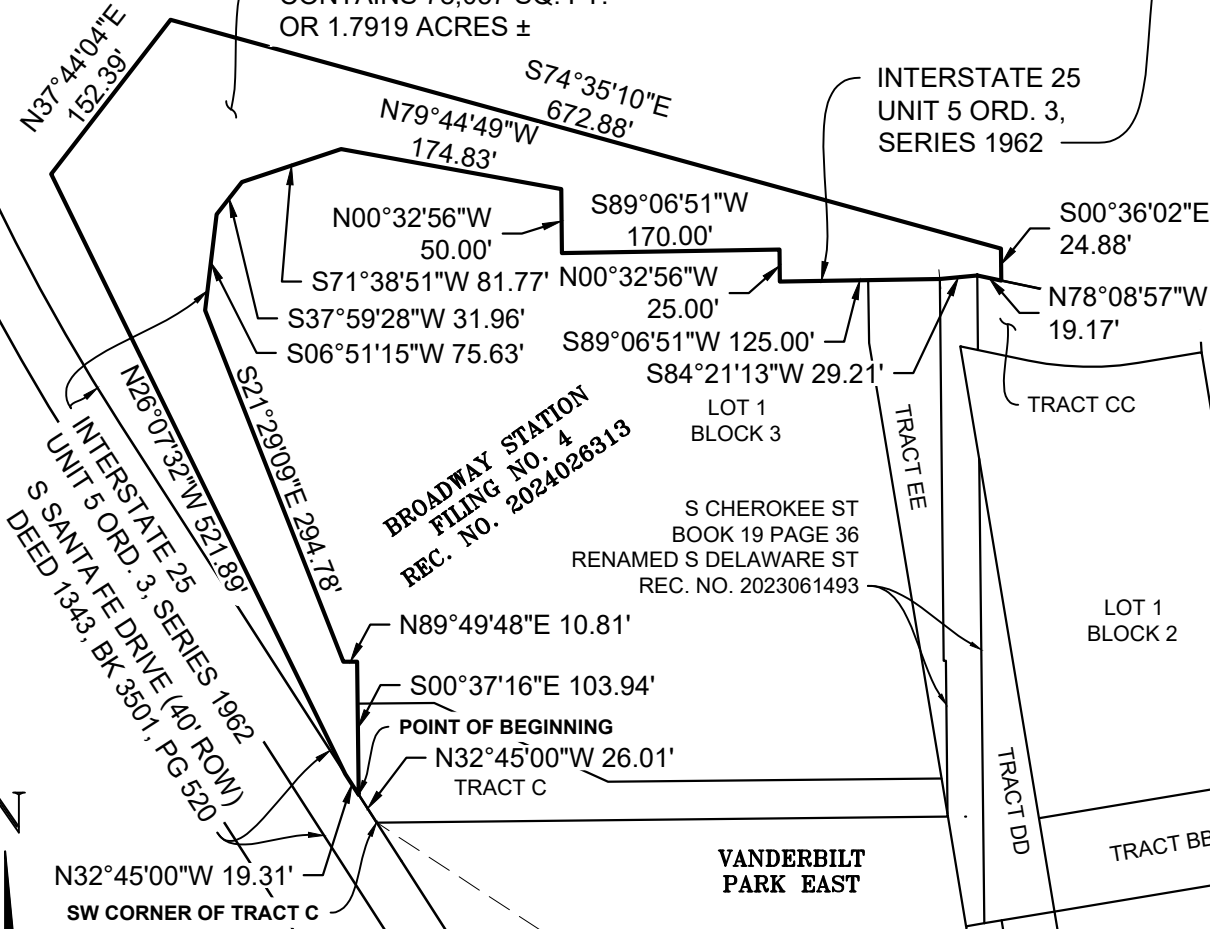 OR 1.7919 ACRES ±
N37°44'04"E
152.39'
S74°35'10"E
672.88'
N79°44'49"W
174.83'
INTERSTATE 25
UNIT 5 ORD. 3,
SERIES 1962
N00°32'56"W
50.00'
S89°06'51"W
170.00'
S00°36'02"E
24.88'
S71°38'51"W 81.77'
N00°32'56"W
25.00'
N78°08'57"W
19.17'
S37°59'28"W 31.96'
S06°51'15"W 75.63'
S89°06'51"W 125.00'
S84°21'13"W 29.21'
LOT 1
BLOCK 3
TRACT CC
TRACT EE
N26°07'32"W 521.89'
S21°29'09"E 294.78'
INTERSTATE 25
UNIT 5 ORD. 3, SERIES 1962
S SANTA FE DRIVE (40' ROW)
DEED 1343, BK 3501, PG 520
BROADWAY STATION
FILING NO. 4
REC. NO. 2024026313
S CHEROKEE ST
BOOK 19 PAGE 36
RENAMED S DELAWARE ST
REC. NO. 2023061493
LOT 1
BLOCK 2
N89°49'48"E 10.81'
S00°37'16"E 103.94'
POINT OF BEGINNING
N32°45'00"W 26.01'
TRACT C
TRACT DD
TRACT BB
N
N32°45'00"W 19.31'
SW CORNER OF TRACT C
VANDERBILT
PARK EAST